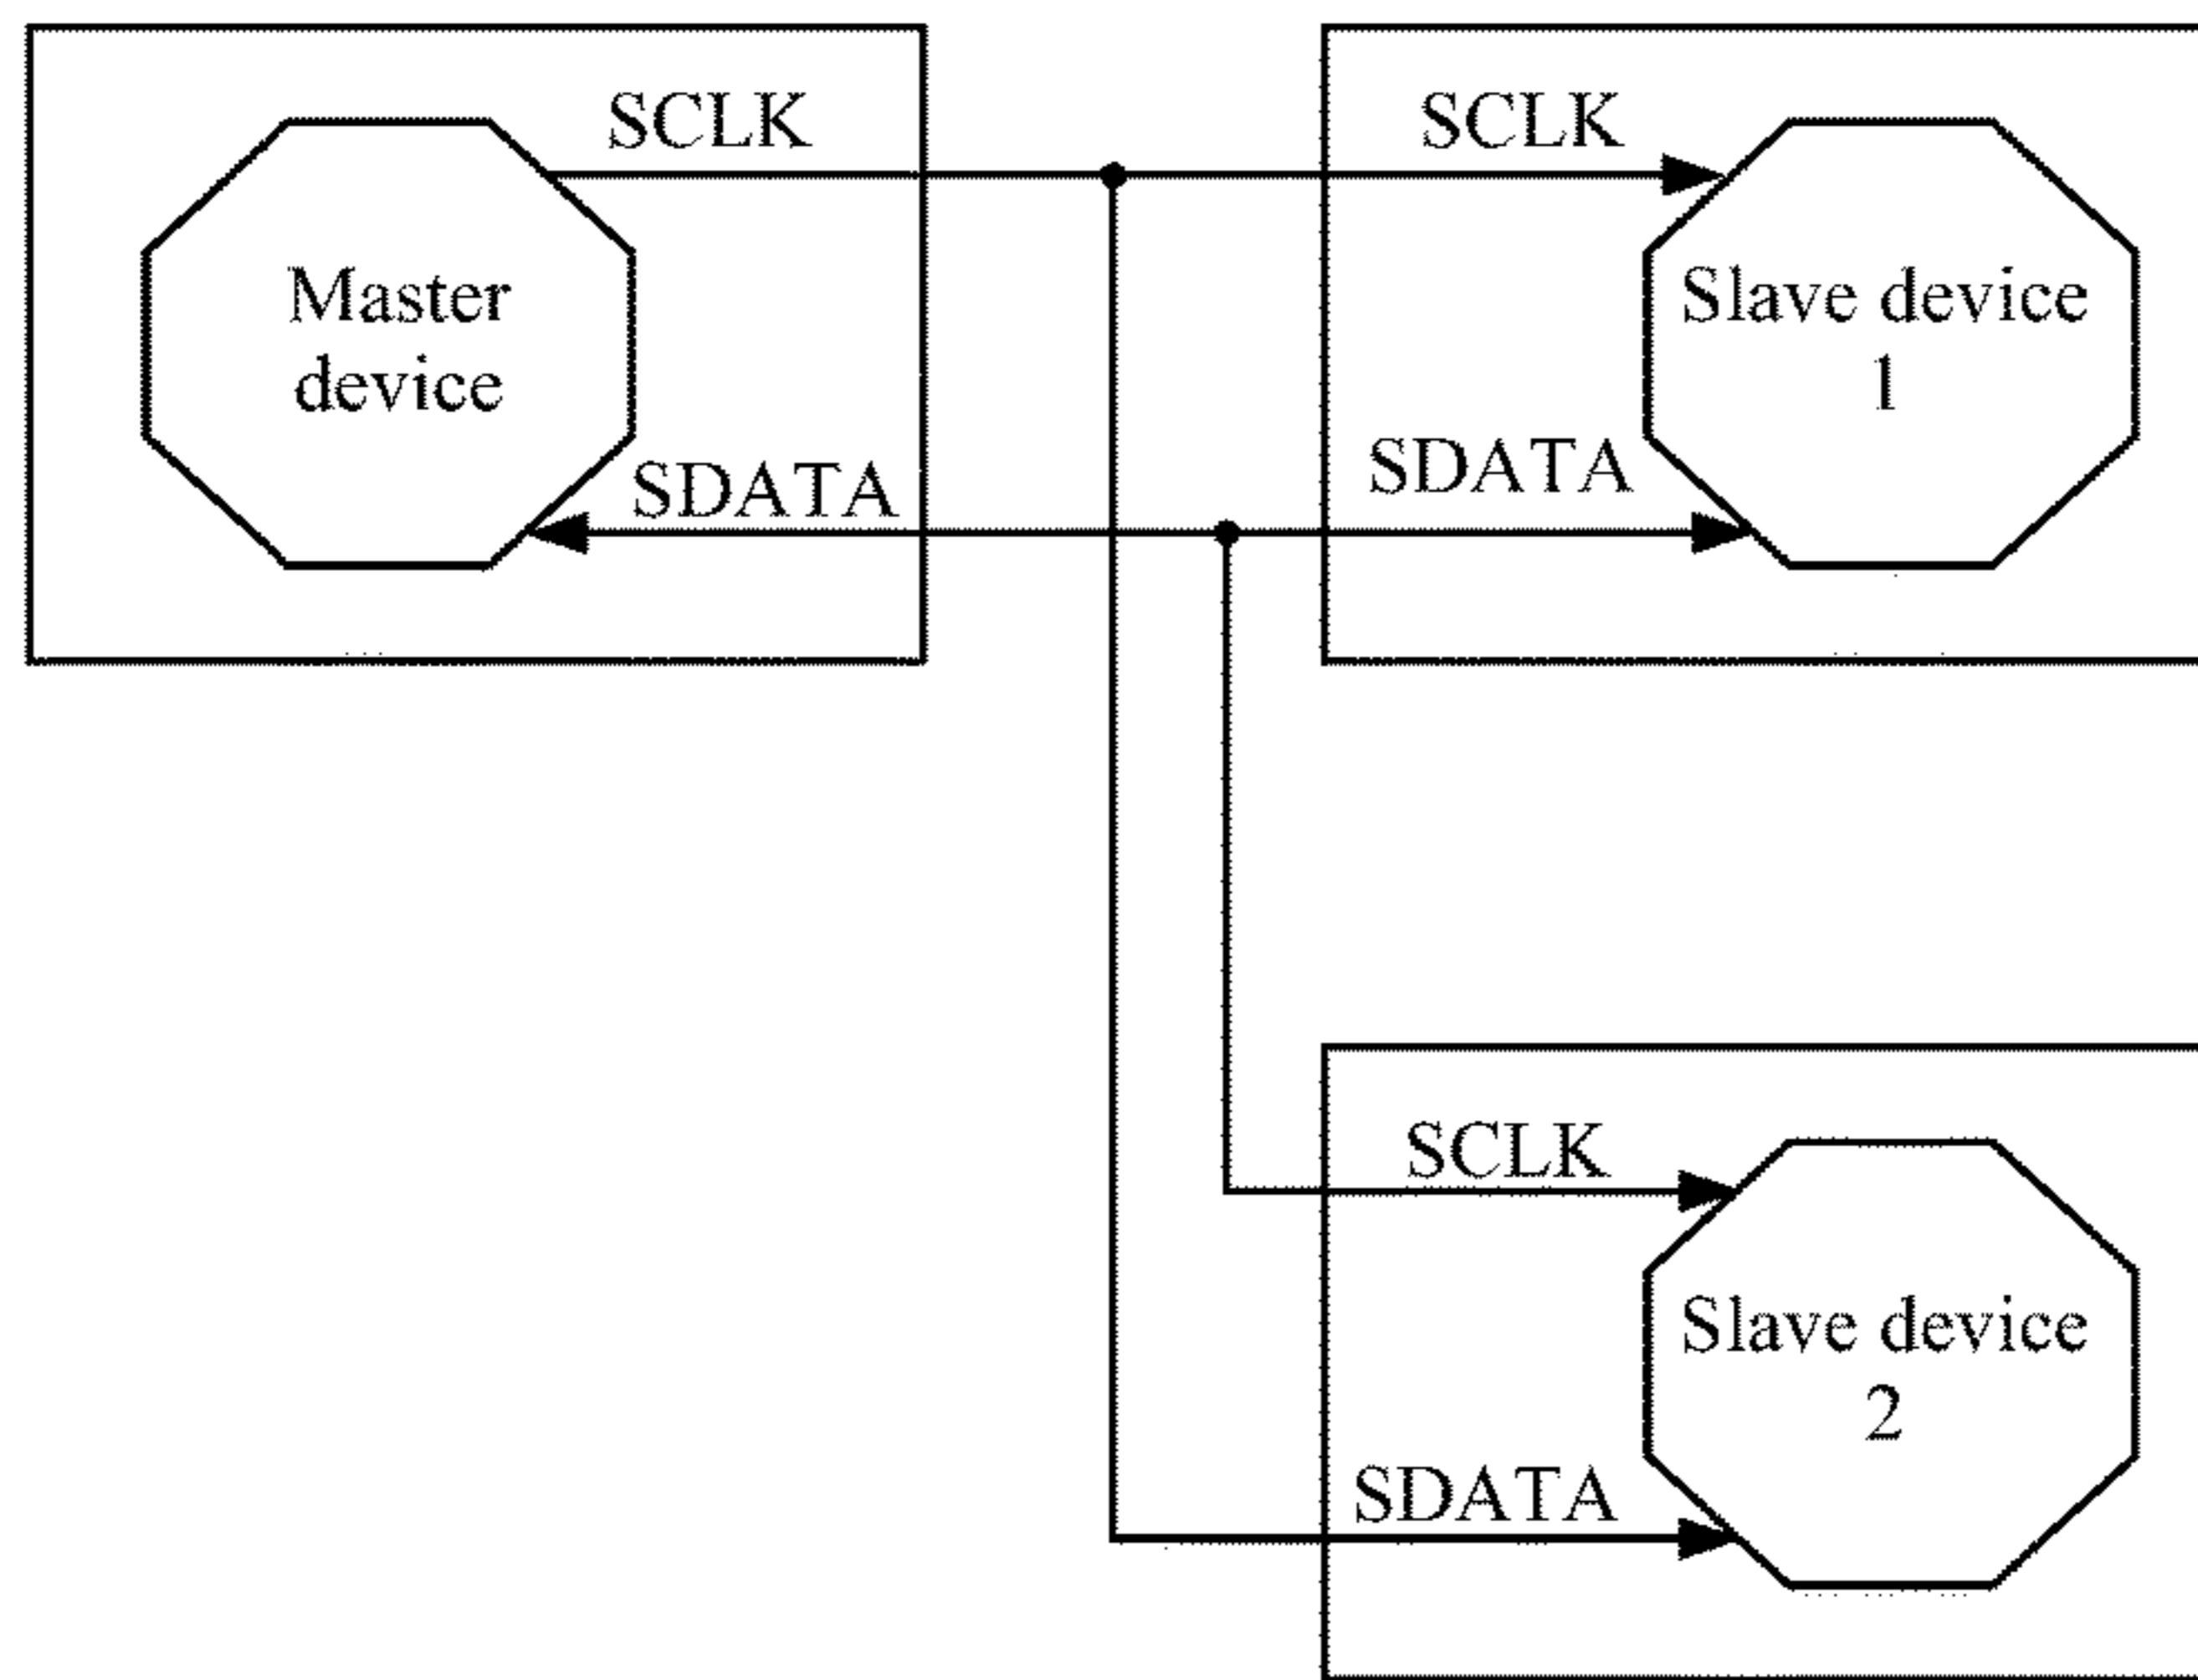 SCLK
SCLK
Master
device
Slave device
1
SDATA
SDATA
SCLK
Slave device
2
SDATA